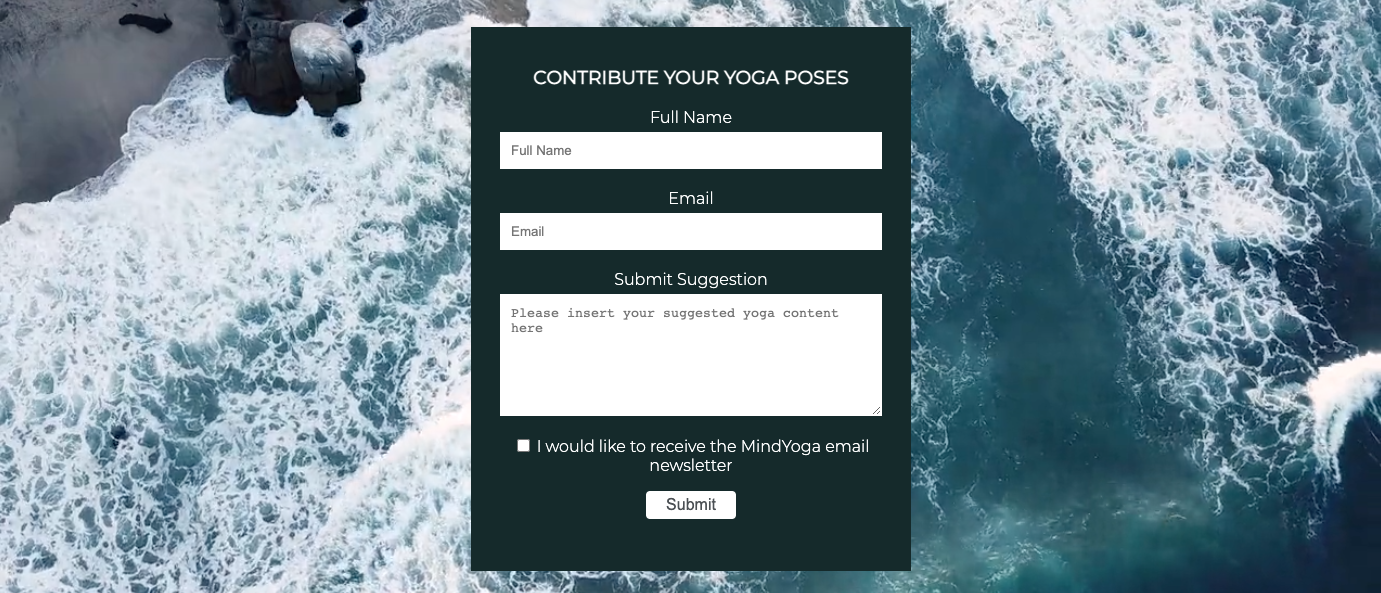 CONTRIBUTE YOUR YOGA POSES
Full Name
Full Name
Email
Email
Submit Suggestion
Please insert your suggested yoga content
here
I would like to receive the MindYoga email
newsletter
Submit